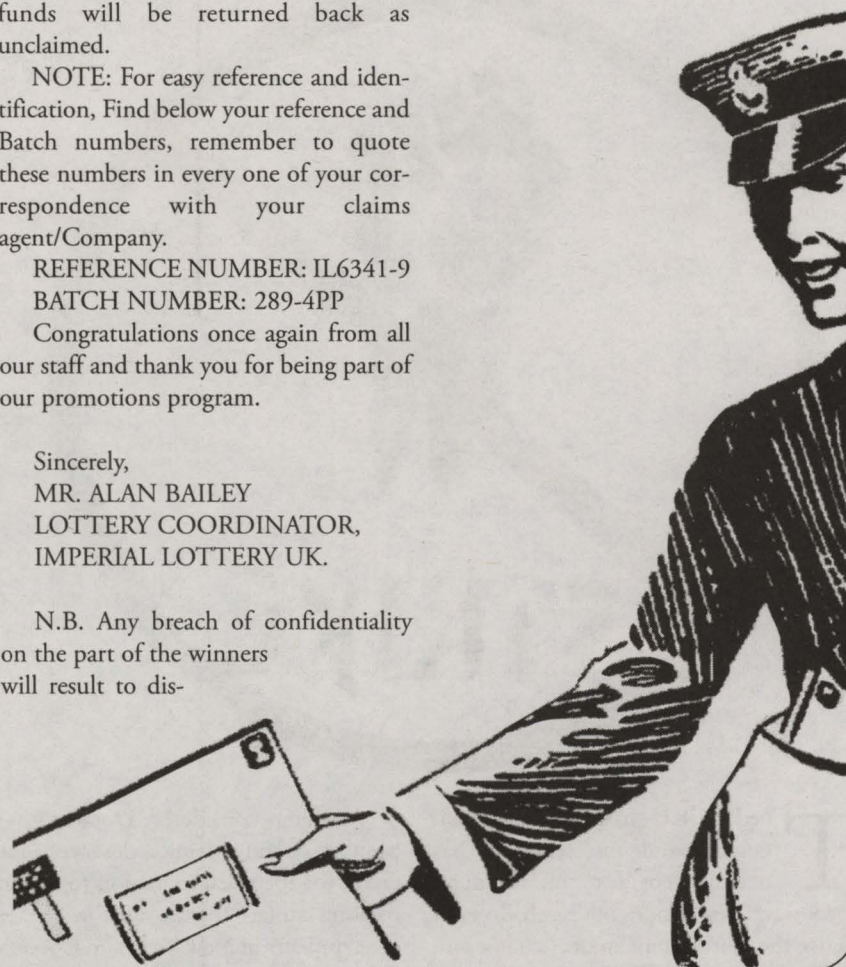 funds will be returned back as
unclaimed.
NOTE: For easy reference and iden-
tification, Find below your reference and
Batch numbers, remember to quote
these numbers in every one of your cor-
respondence with your claims
agent/Company.
REFERENCE NUMBER: IL6341-9
BATCH NUMBER: 289-4PP
Congratulations once again from all
our staff and thank you for being part of
our promotions program.
Sincerely,
MR. ALAN BAILEY
LOTTERY COORDINATOR,
IMPERIAL LOTTERY UK.
N.B. Any breach of confidentiality
on the part of the winners
will result to dis-